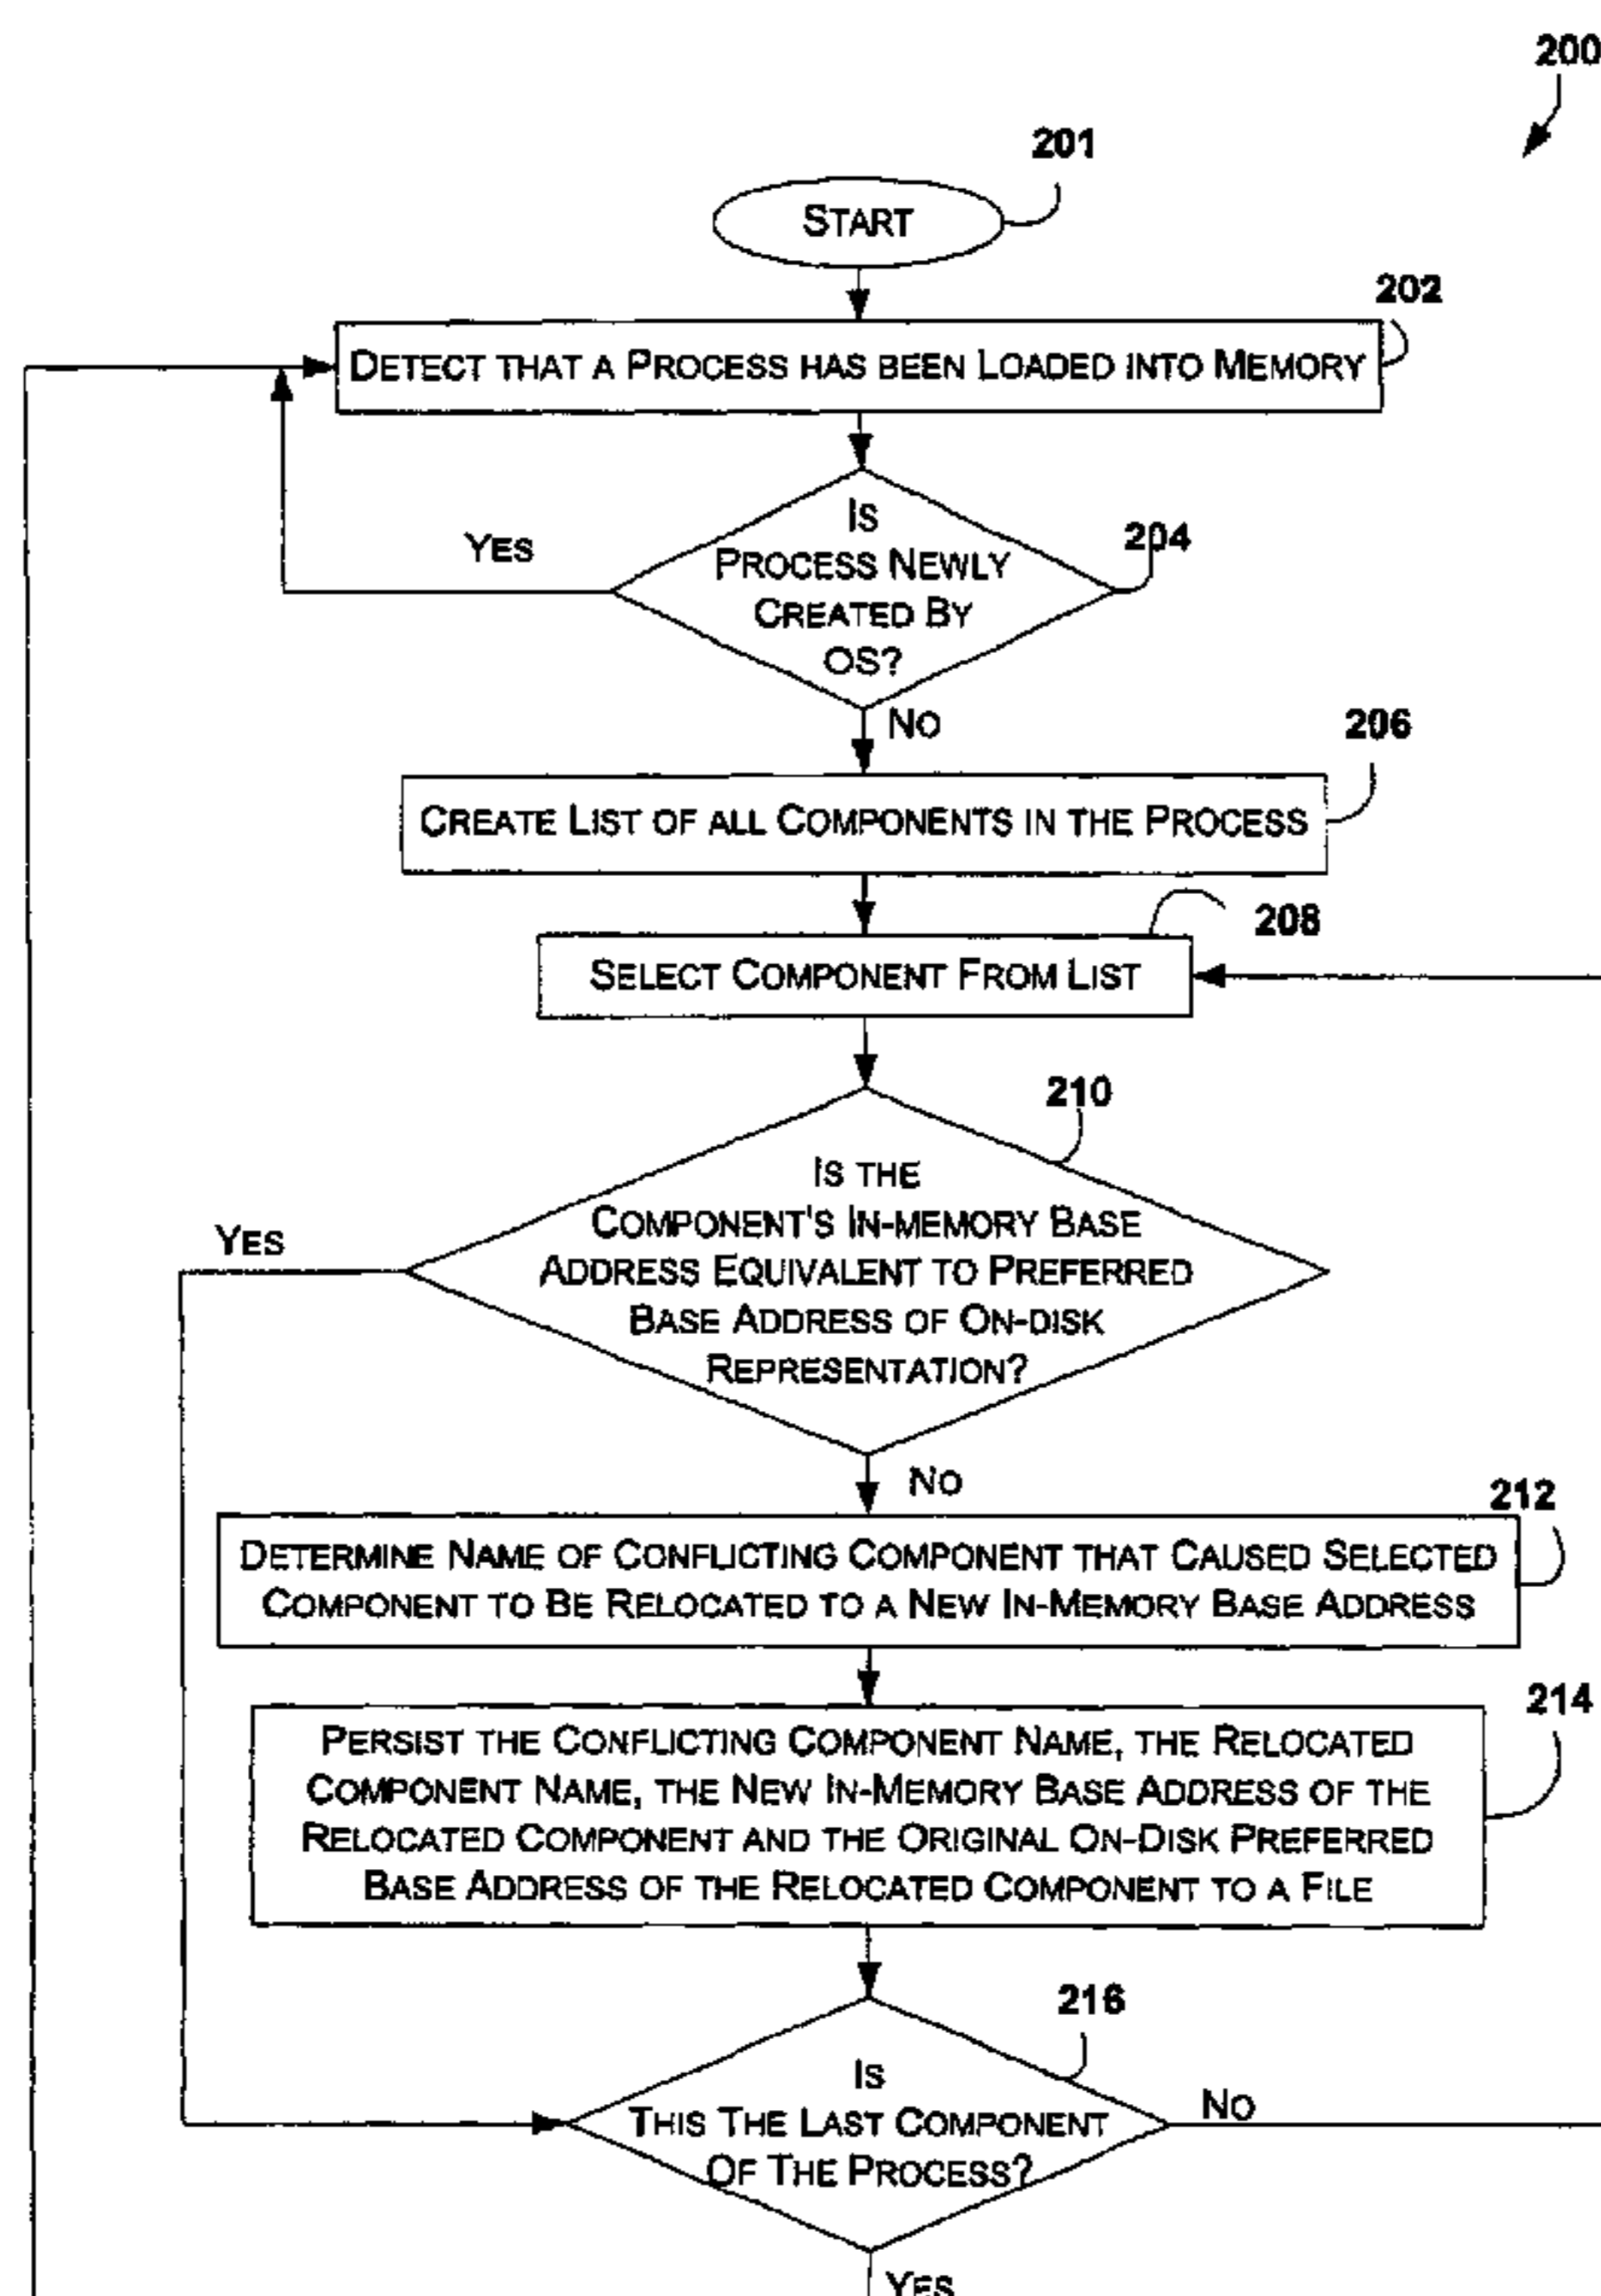 200
201
START
202
DETECT THAT A PROCESS HAS BEEN LOADED INTO MEMORY
YES
204
IS
PROCESS NEWLY
CREATED BY
OS?
NO
206
CREATE LIST OF ALL COMPONENTS IN THE PROCESS
208
SELECT COMPONENT FROM LIST
210
YES
IS THE
COMPONENT'S IN-MEMORY BASE
ADDRESS EQUIVALENT TO PREFERRED
BASE ADDRESS OF ON-DISK
REPRESENTATION?
NO
212
DETERMINE NAME OF CONFLICTING COMPONENT THAT CAUSED SELECTED
COMPONENT TO BE RELOCATED TO A NEW IN-MEMORY BASE ADDRESS
214
PERSIST THE CONFLICTING COMPONENT NAME, THE RELOCATED
COMPONENT NAME, THE NEW IN-MEMORY BASE ADDRESS OF THE
RELOCATED COMPONENT AND THE ORIGINAL ON-DISK PREFERRED
BASE ADDRESS OF THE RELOCATED COMPONENT TO A FILE
216
IS
THIS THE LAST COMPONENT
OF THE PROCESS?
NO
YES